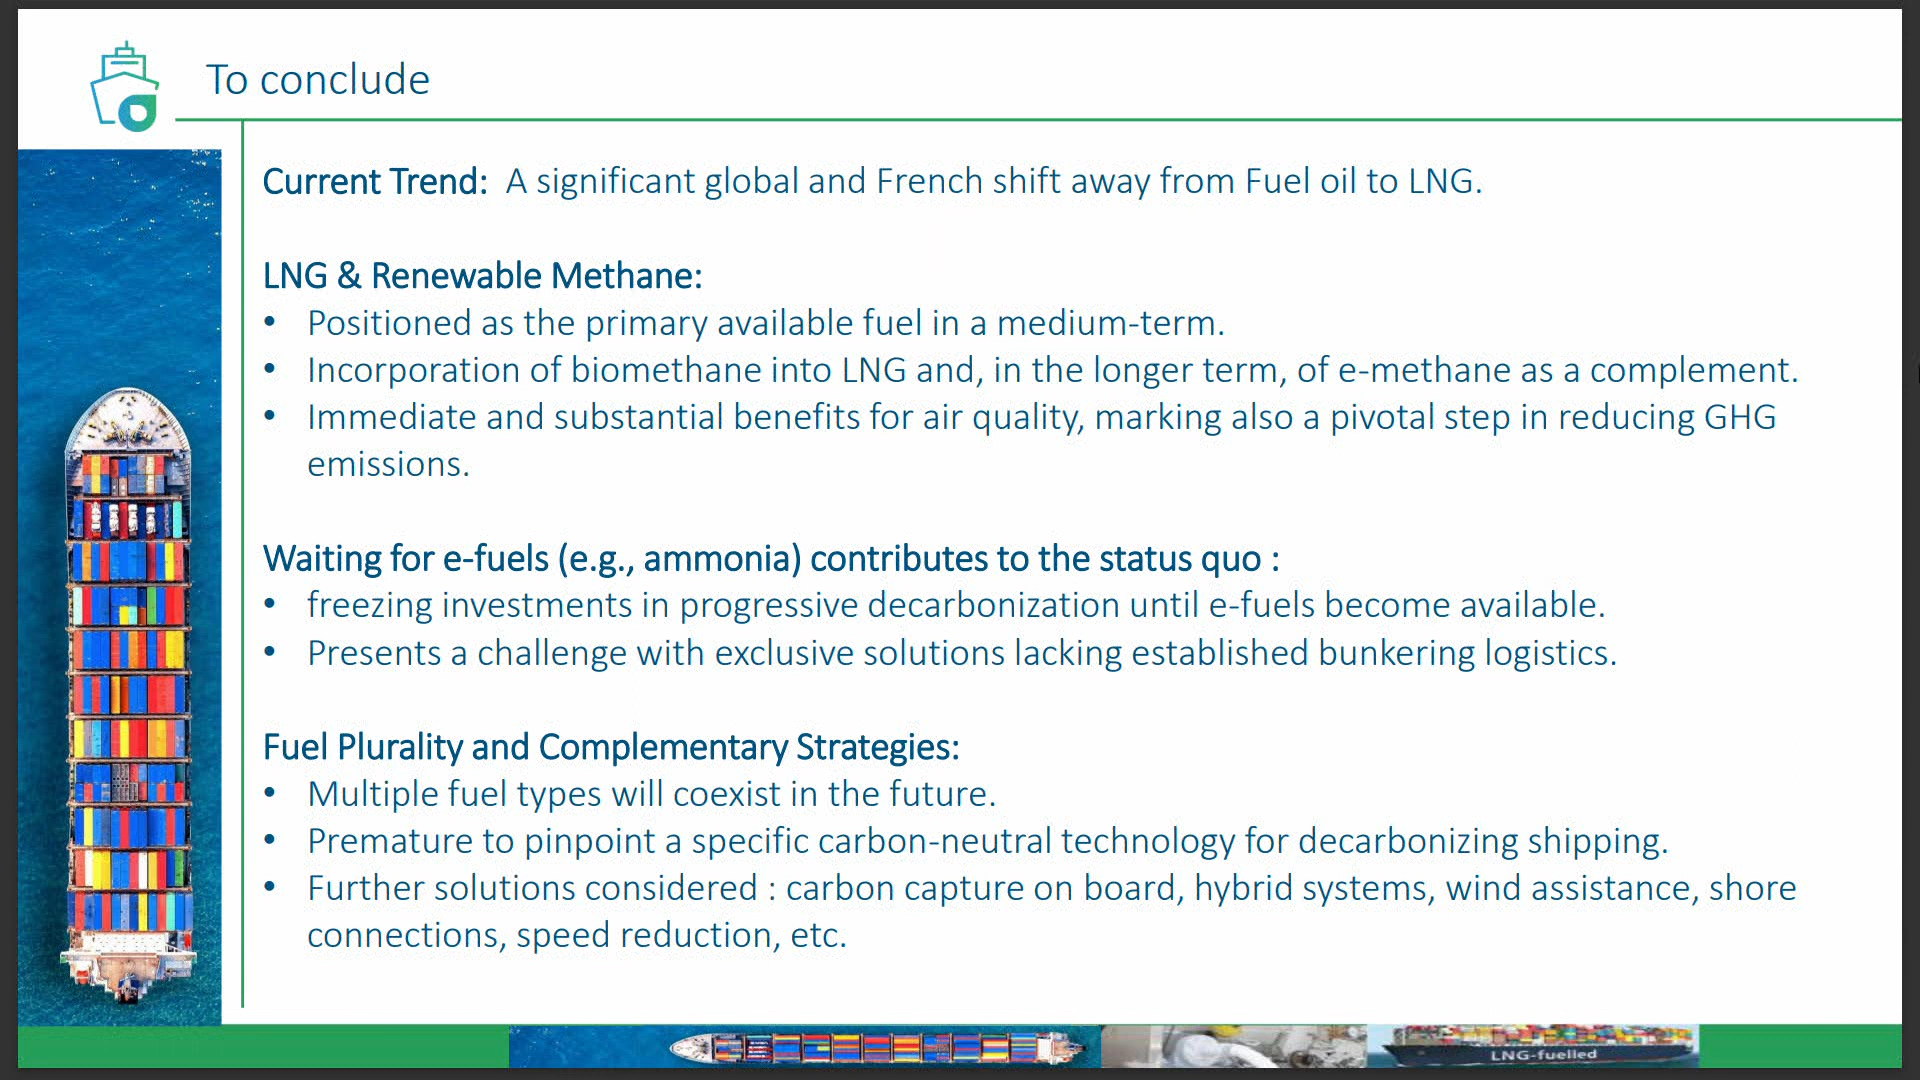 To conclude
Current Trend: A significant global and French shift away from Fuel oil to LNG.
LNG & Renewable Methane:
• Positioned as the primary available fuel in a medium-term.
• Incorporation of biomethane into LNG and, in the longer term, of e-methane as a complement.
• Immediate and substantial benefits for air quality, marking also a pivotal step in reducing GHG
emissions.
Waiting for e-fuels (e.g., ammonia) contributes to the status quo :
• freezing investments in progressive decarbonization until e-fuels become available.
• Presents a challenge with exclusive solutions lacking established bunkering logistics.
Fuel Plurality and Complementary Strategies:
• Multiple fuel types will coexist in the future.
• Premature to pinpoint a specific carbon-neutral technology for decarbonizing shipping.
• Further solutions considered : carbon capture on board, hybrid systems, wind assistance, shore
connections, speed reduction, etc.
LNG-fuelled